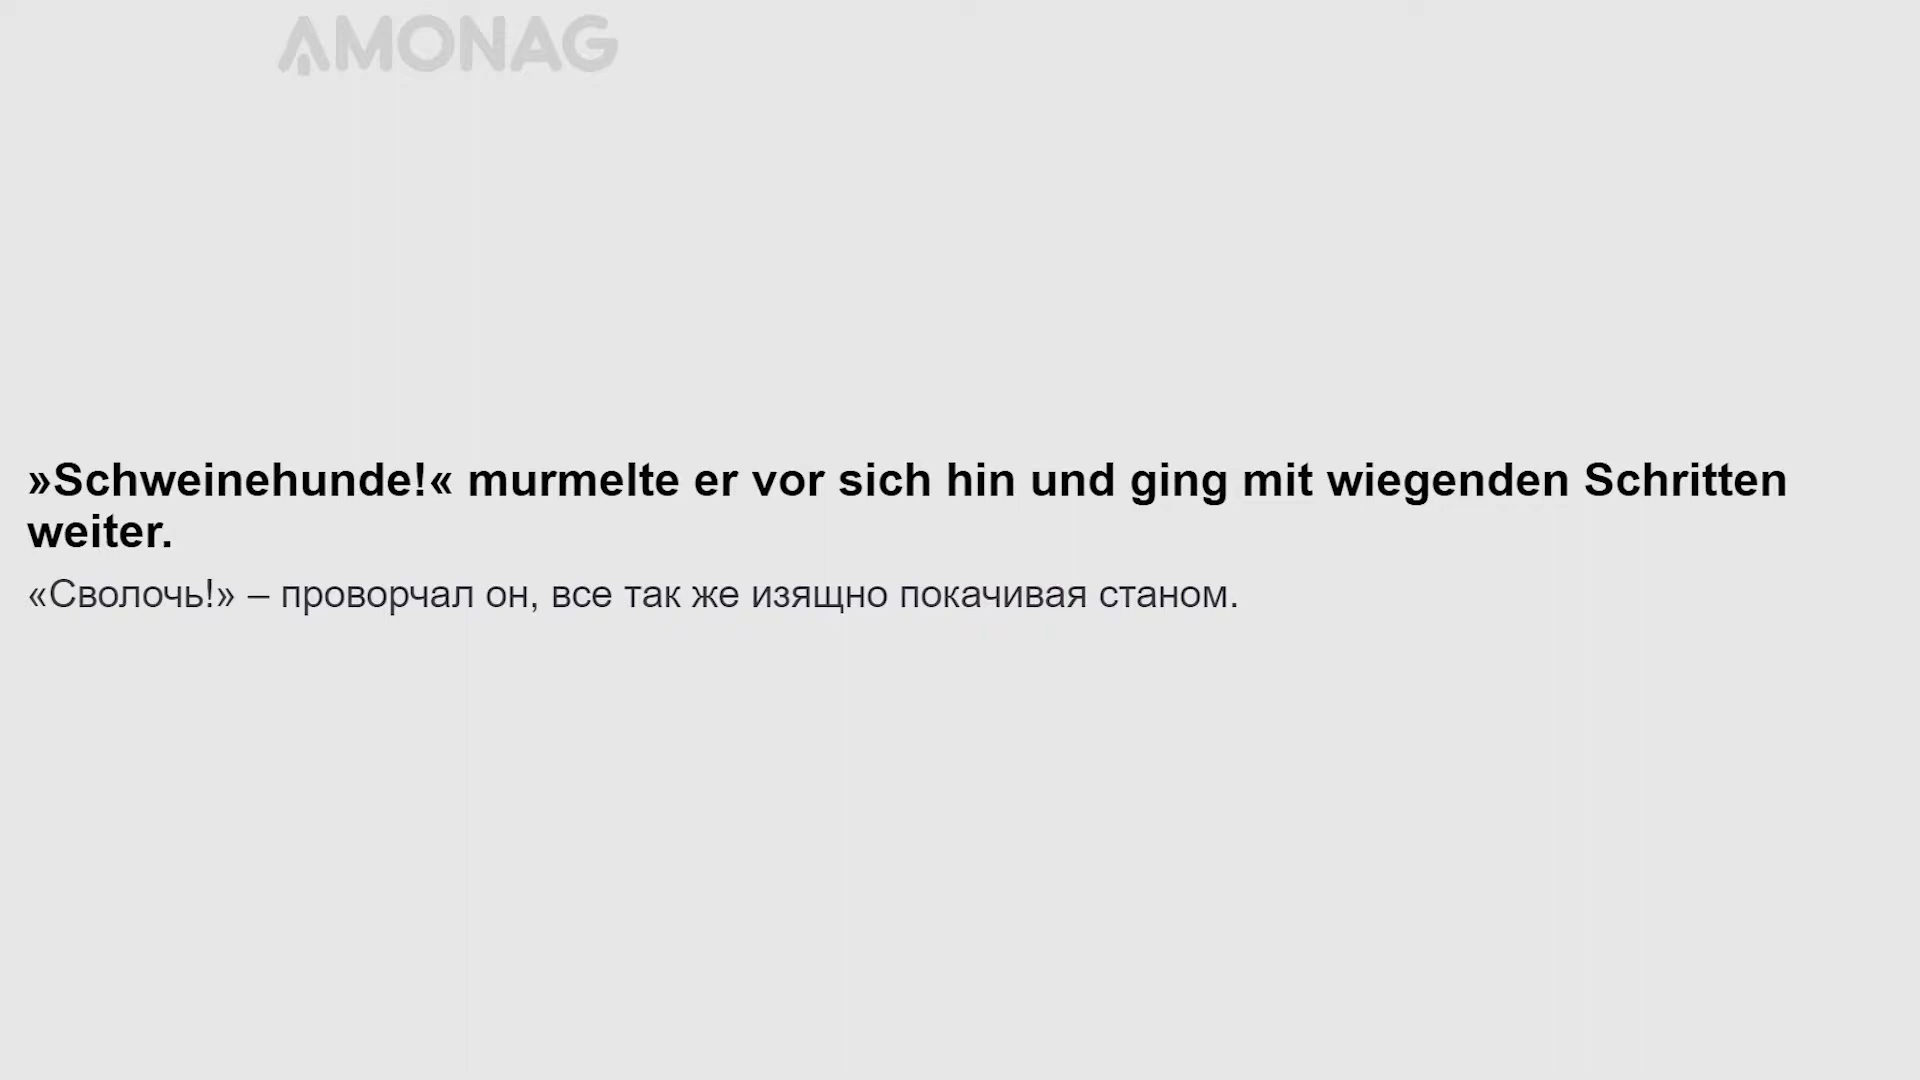 AMONAG
»Schweinehunde!« murmelte er vor sich hin und ging mit wiegenden Schritten
weiter.
«Сволочь!» – проворчал он, все так же изящно покачивая станом.